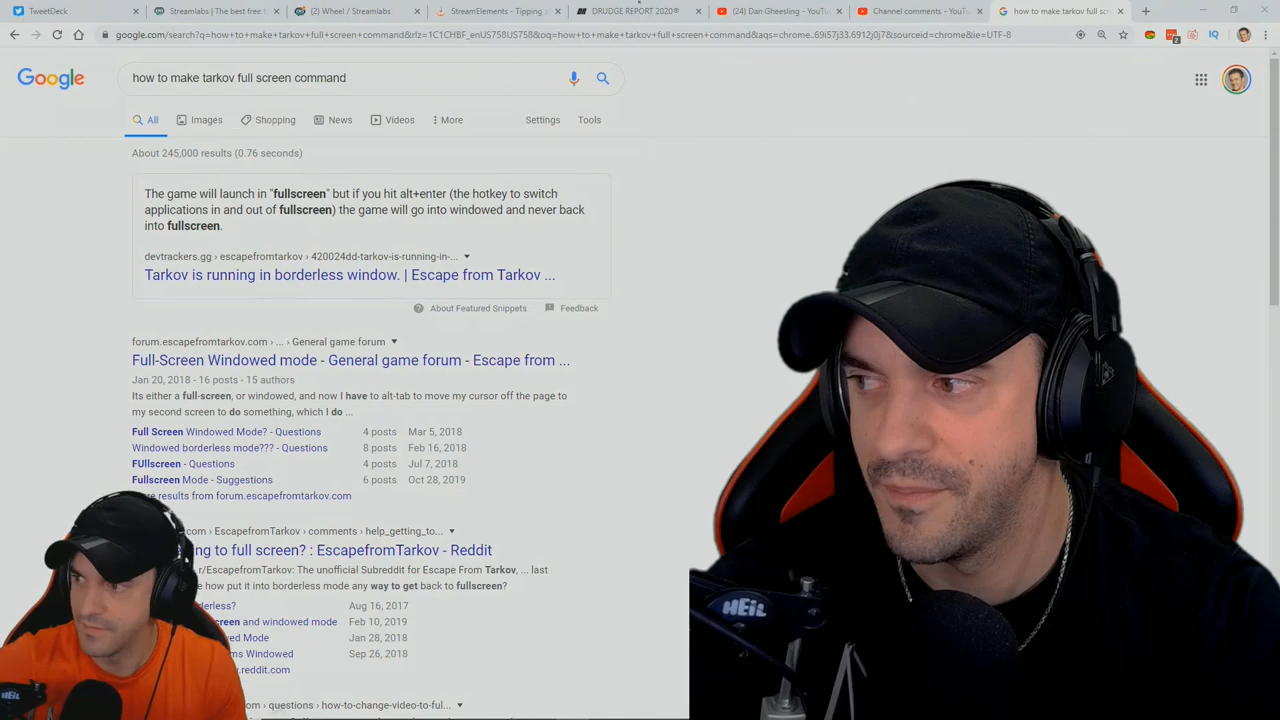 TweetDeck
Streamlabs | The best free
(2) Wheel / Streamlabs
StreamElements - Tipping
DRUDGE REPORT 2020®
(24) Dan Gheesling - YouTu
Channel comments - YouTu
how to make tarkov full scr
google.com/search?q=how+to+make+tarkov+full+screen+command&rlz=1C1CHBF_enUS758US758&oq=how+to+make+tarkov+full+screen+command&aqs=chrome..69i57j33.6912j0j7&sourceid=chrome&ie=UTF-8
2
IQ
Google
how to make tarkov full screen command
All Images Shopping News Videos More Settings Tools
About 245,000 results (0.76 seconds)
The game will launch in "fullscreen" but if you hit alt+enter (the hotkey to switch
applications in and out of fullscreen) the game will go into windowed and never back
into fullscreen.
devtrackers.gg › escapefromtarkov › 420024dd-tarkov-is-running-in-...
Tarkov is running in borderless window. | Escape from Tarkov ...
About Featured Snippets Feedback
forum.escapefromtarkov.com › ... › General game forum
Full-Screen Windowed mode - General game forum - Escape from ...
Jan 20, 2018 - 16 posts - 15 authors
Its either a full-screen, or windowed, and now I have to alt-tab to move my cursor off the page to
my second screen to do something, which I do ...
Full Screen Windowed Mode? - Questions 4 posts Mar 5, 2018
Windowed borderless mode??? - Questions 8 posts Feb 16, 2018
FUllscreen - Questions 4 posts Jul 7, 2018
Fullscreen Mode - Suggestions 6 posts Oct 28, 2019
results from forum.escapefromtarkov.com
com › EscapefromTarkov › comments › help_getting_to...
to full screen? : EscapefromTarkov - Reddit
r/EscapefromTarkov: The unofficial Subreddit for Escape From Tarkov, ... last
how put it into borderless mode any way to get back to fullscreen?
Aug 16, 2017
and windowed mode Feb 10, 2019
Mode Jan 28, 2018
Windowed Sep 26, 2018
reddit.com
› questions › how-to-change-video-to-ful...
HEiL
HEiL